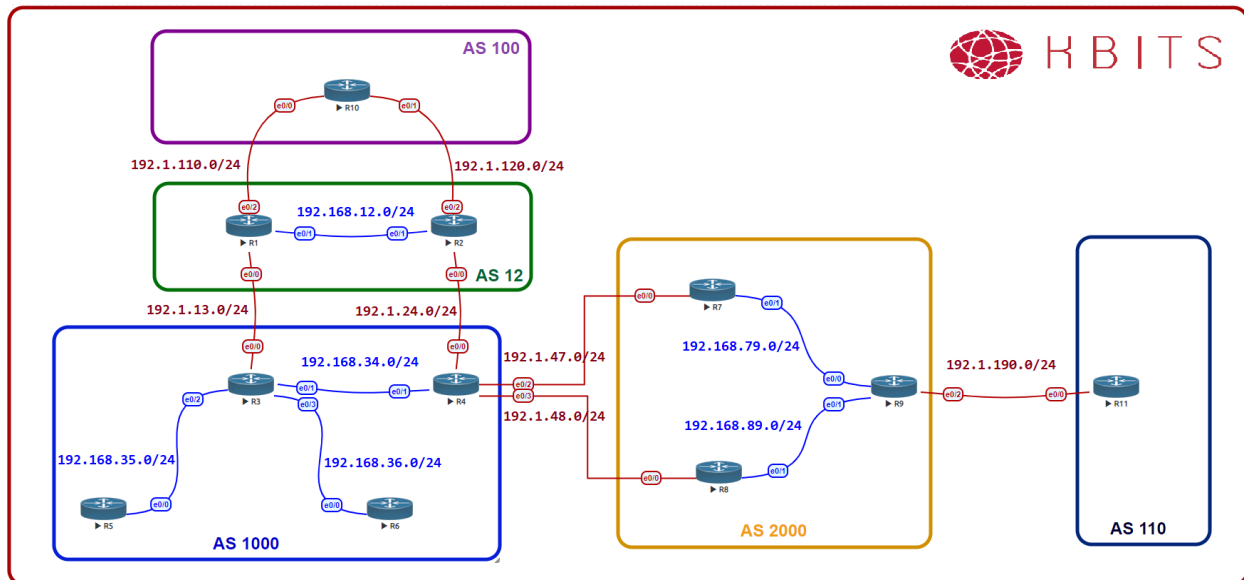 AS 100
KBITS
e0/0
e0/1
R10
192.1.110.0/24
192.1.120.0/24
e0/2
e0/2
192.168.12.0/24
R1
e0/1
e0/1
R2
e0/0
e0/0
AS 12
192.1.13.0/24
192.1.24.0/24
e0/0
e0/0
192.168.34.0/24
R3
e0/1
e0/1
R4
e0/2
e0/3
e0/2
e0/3
192.1.47.0/24
192.1.48.0/24
192.168.35.0/24
192.168.36.0/24
e0/0
e0/0
R5
R6
AS 1000
e0/0
R7
e0/1
192.168.79.0/24
e0/0
e0/1
R9
e0/2
192.168.89.0/24
e0/0
R8
e0/1
AS 2000
192.1.190.0/24
e0/0
R11
AS 110